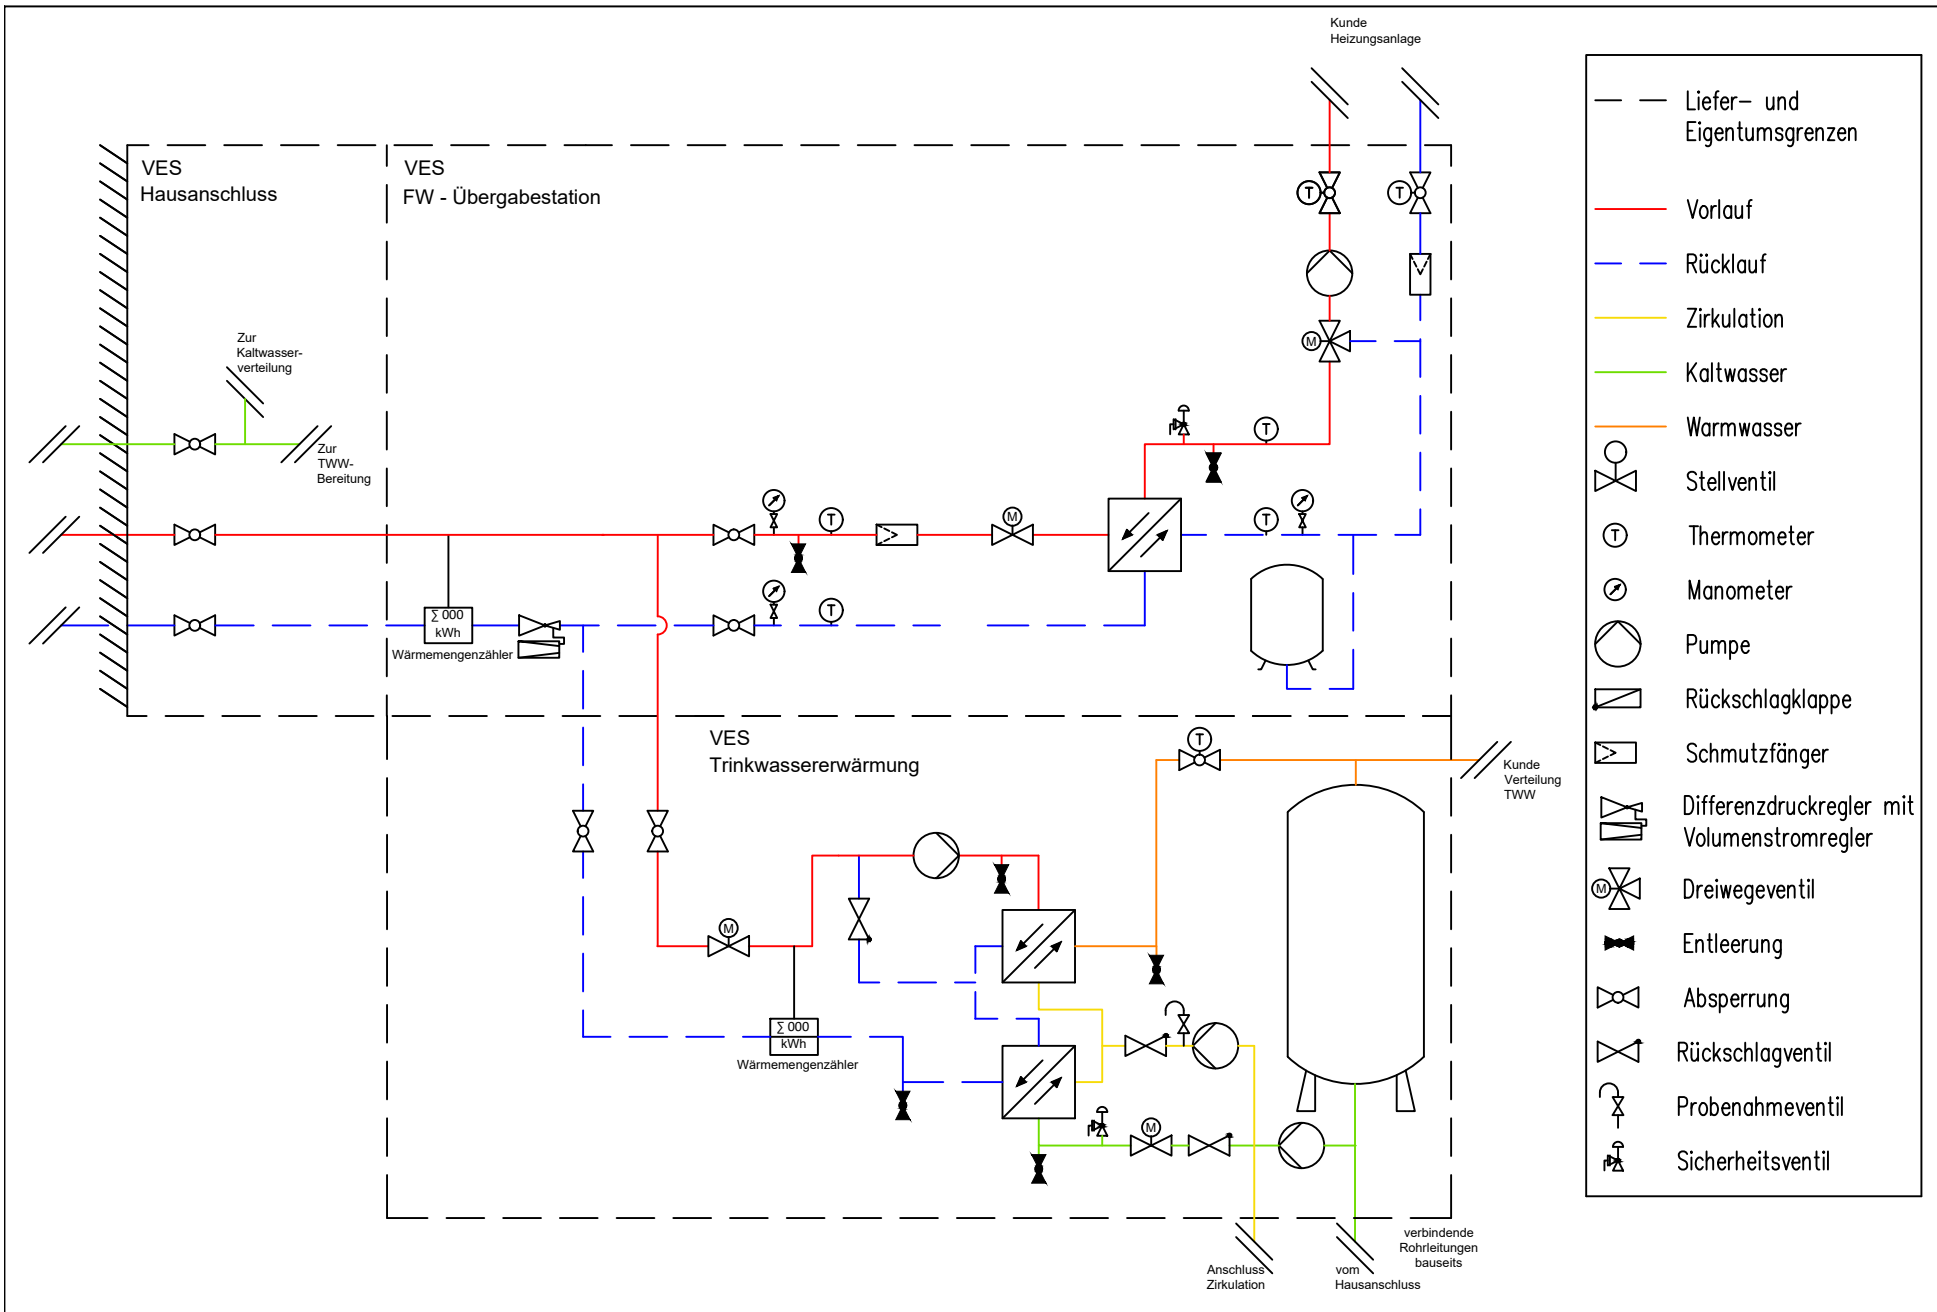 Kunde
Heizungsanlage
VES
Hausanschluss
VES
FW - Übergabestation
T
T
M
Zur
Kaltwasser-
verteilung
Zur
TWW-
Bereitung
T
T
M
T
T
∑ 000
kWh
Wärmemengenzähler
VES
Trinkwassererwärmung
T
Kunde
Verteilung
TWW
M
∑ 000
kWh
Wärmemengenzähler
M
Anschluss
Zirkulation
vom
Hausanschluss
verbindende
Rohrleitungen
bauseits
Liefer- und
Eigentumsgrenzen
Vorlauf
Rücklauf
Zirkulation
Kaltwasser
Warmwasser
Stellventil
T Thermometer
Manometer
Pumpe
Rückschlagklappe
Schmutzfänger
Differenzdruckregler mit
Volumenstromregler
M Dreiwegeventil
Entleerung
Absperrung
Rückschlagventil
Probenahmeventil
Sicherheitsventil